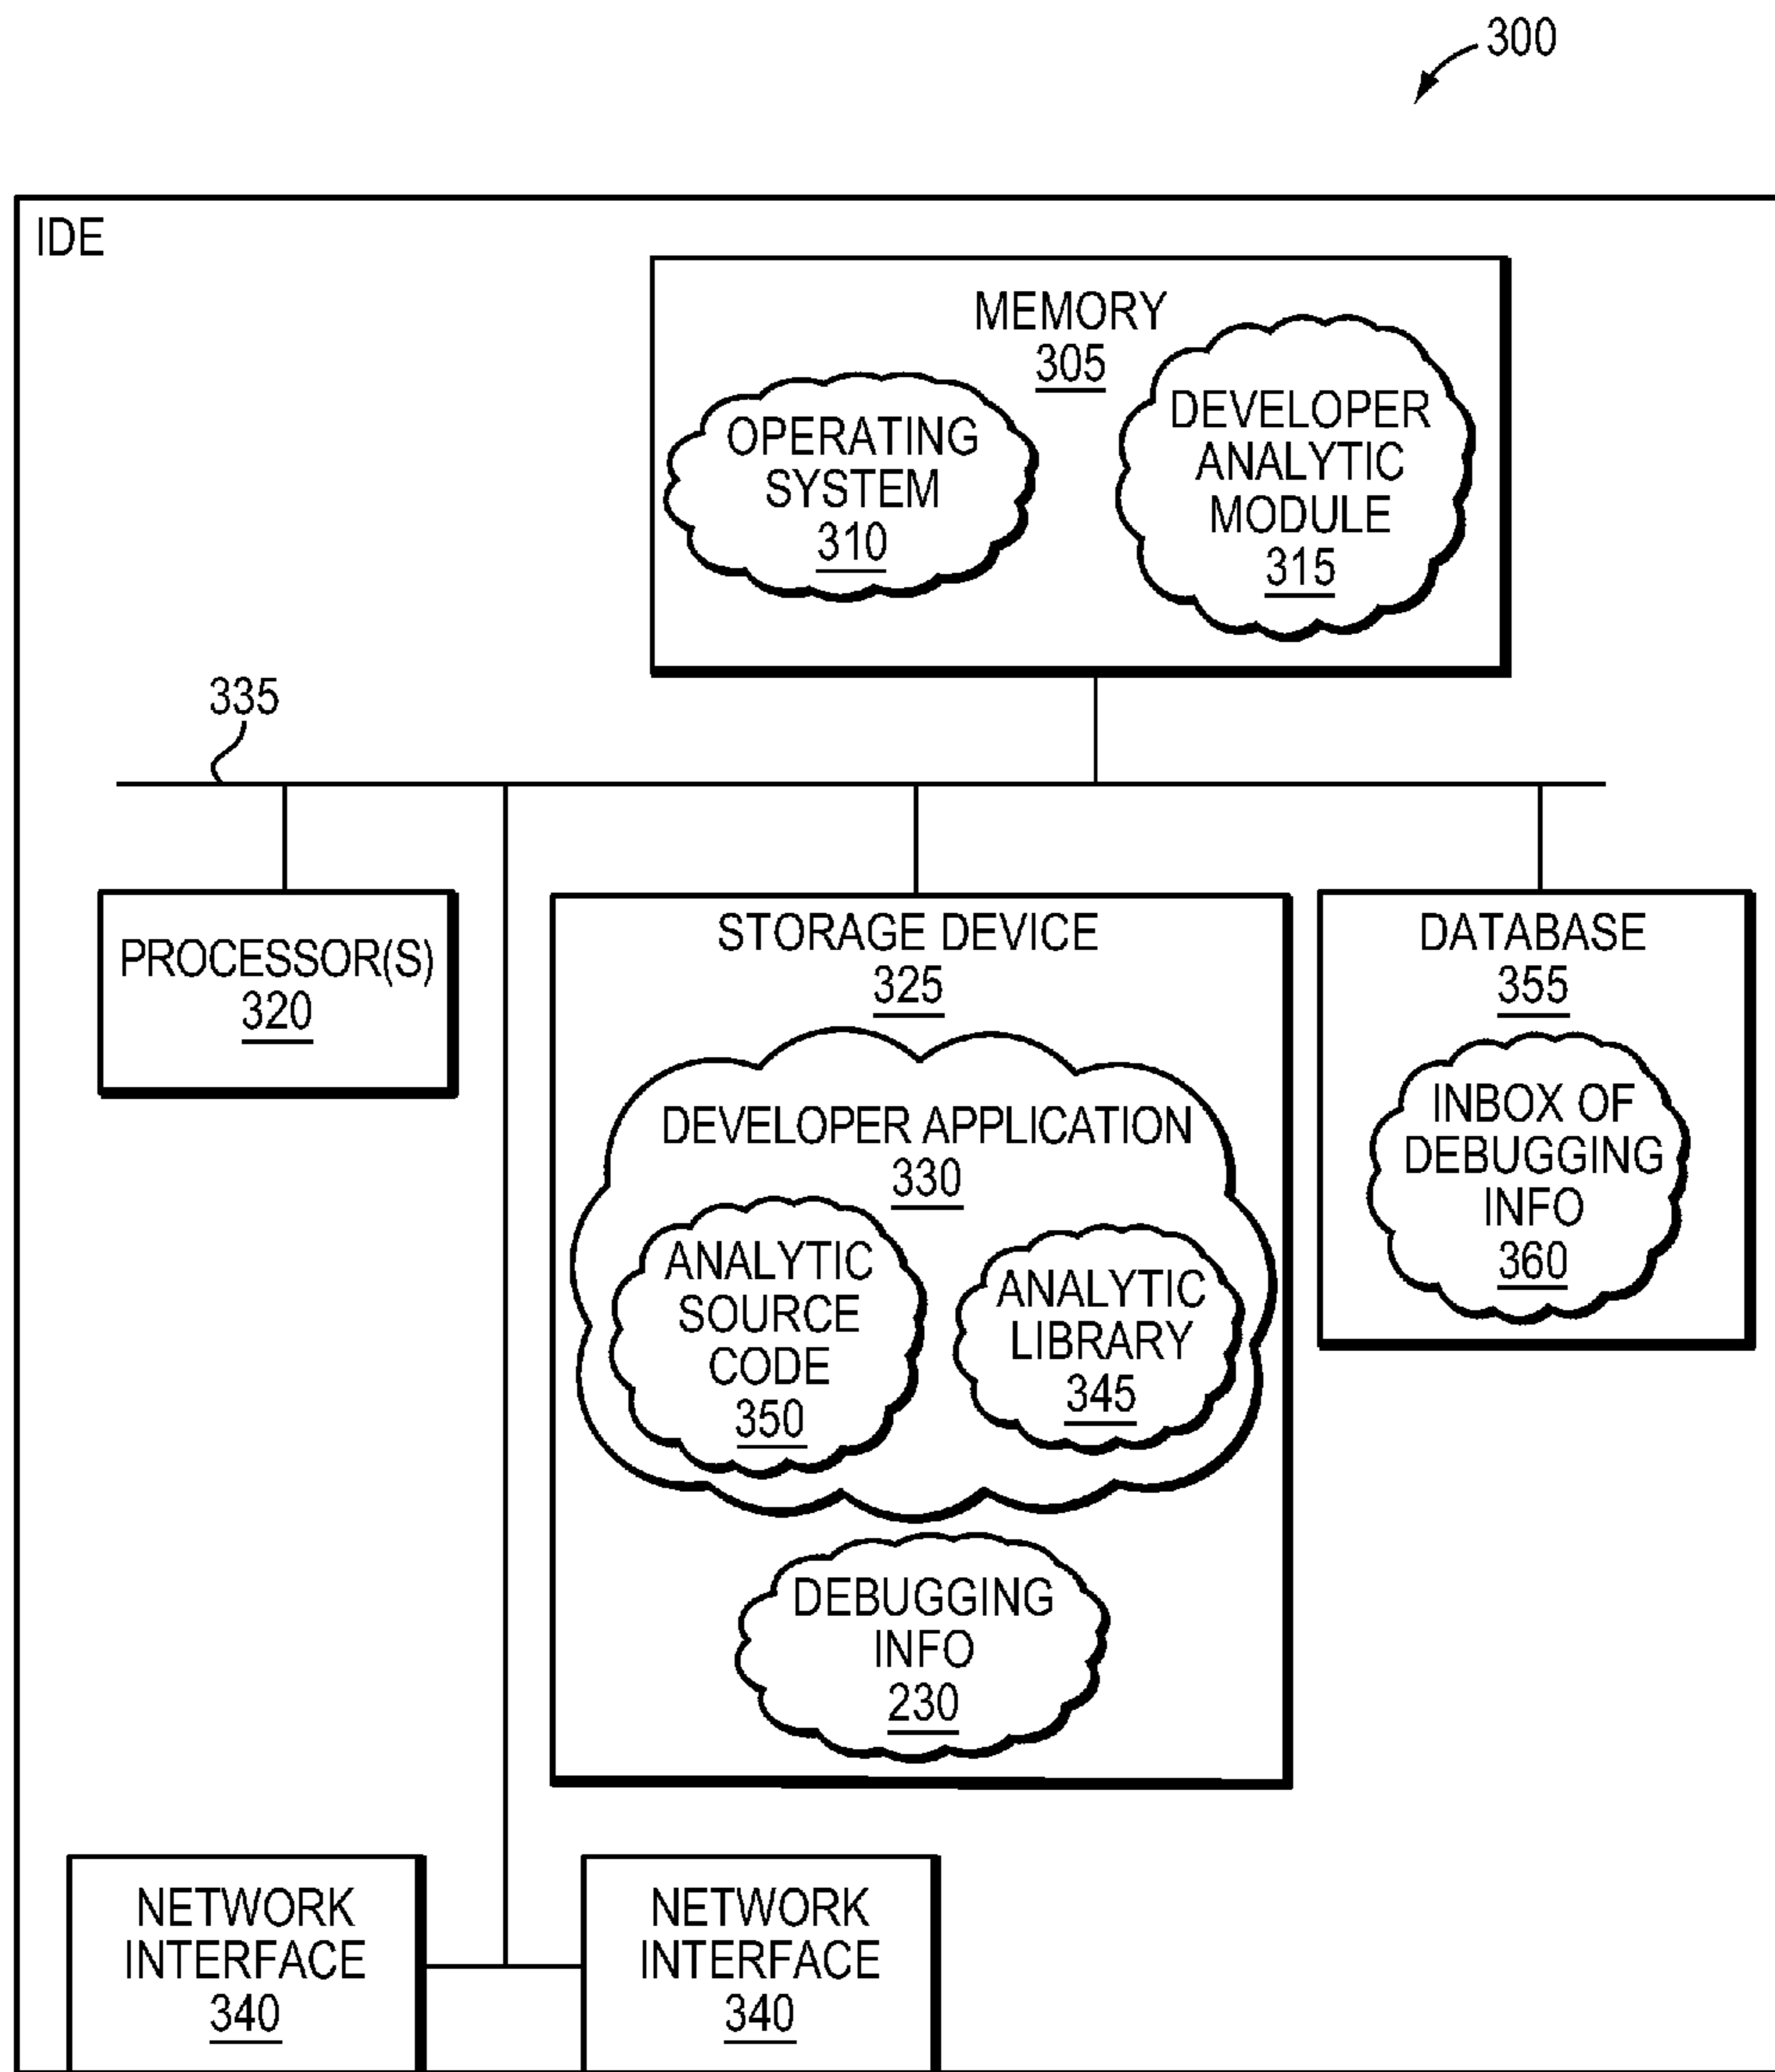 300
IDE
MEMORY
305
OPERATING
SYSTEM
310
DEVELOPER
ANALYTIC
MODULE
315
335
PROCESSOR(S)
320
STORAGE DEVICE
325
DEVELOPER APPLICATION
330
ANALYTIC
SOURCE
CODE
350
ANALYTIC
LIBRARY
345
DEBUGGING
INFO
230
DATABASE
355
INBOX OF
DEBUGGING
INFO
360
NETWORK
INTERFACE
340
NETWORK
INTERFACE
340